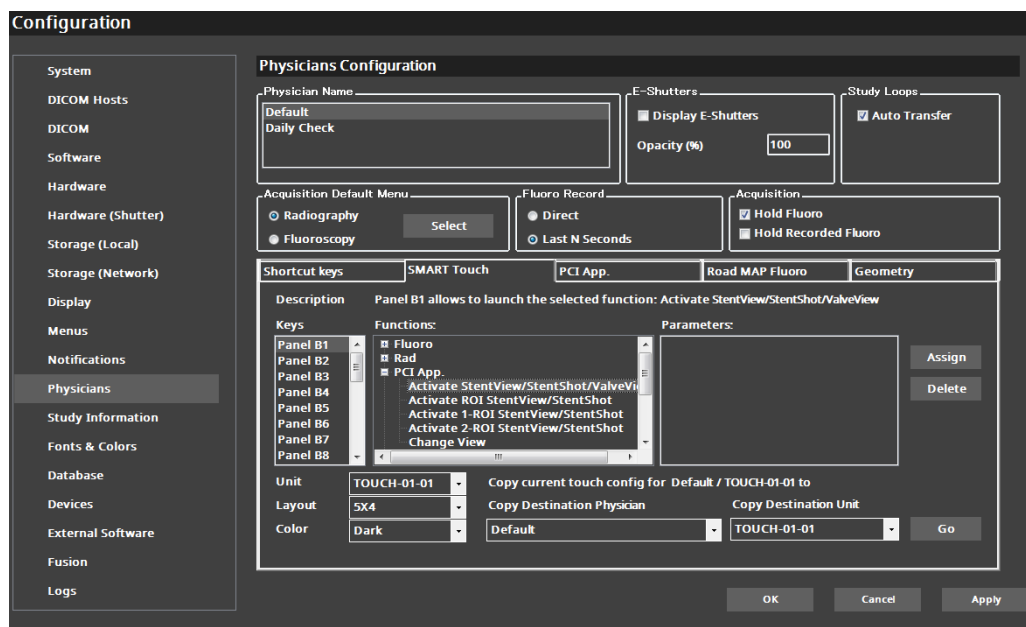 Configuration
System
DICOM Hosts
DICOM
Software
Hardware
Hardware (Shutter)
Storage (Local)
Storage (Network)
Display
Menus
Notifications
Physicians
Study Information
Fonts & Colors
Database
Devices
External Software
Fusion
Logs
Physicians Configuration
Physician Name
Default
Daily Check
E-Shutters
Display E-Shutters
Opacity (%) 100
Study Loops
Auto Transfer
Acquisition Default Menu
Radiography
Fluoroscopy
Select
Fluoro Record
Direct
Last N Seconds
Acquisition
Hold Fluoro
Hold Recorded Fluoro
Shortcut keys SMART Touch PCI App. Road MAP Fluoro Geometry
Description Panel B1 allows to launch the selected function: Activate StentView/StentShot/ValveView
Keys
Panel B1
Panel B2
Panel B3
Panel B4
Panel B5
Panel B6
Panel B7
Panel B8
Functions:
Fluoro
Rad
PCI App.
Activate StentView/StentShot/ValveVi
Activate ROI StentView/StentShot
Activate 1-ROI StentView/StentShot
Activate 2-ROI StentView/StentShot
Change View
Parameters:
Assign
Delete
Unit TOUCH-01-01
Layout 5X4
Color Dark
Copy current touch config for Default / TOUCH-01-01 to
Copy Destination Physician Copy Destination Unit
Default TOUCH-01-01 Go
OK Cancel Apply